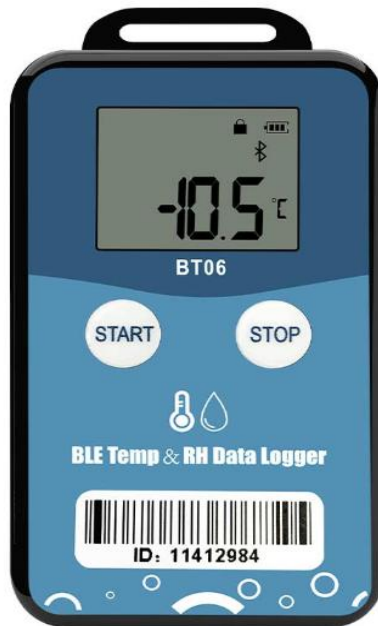 -10.5 °C
BT06
START
STOP
BLE Temp & RH Data Logger
ID: 11412984